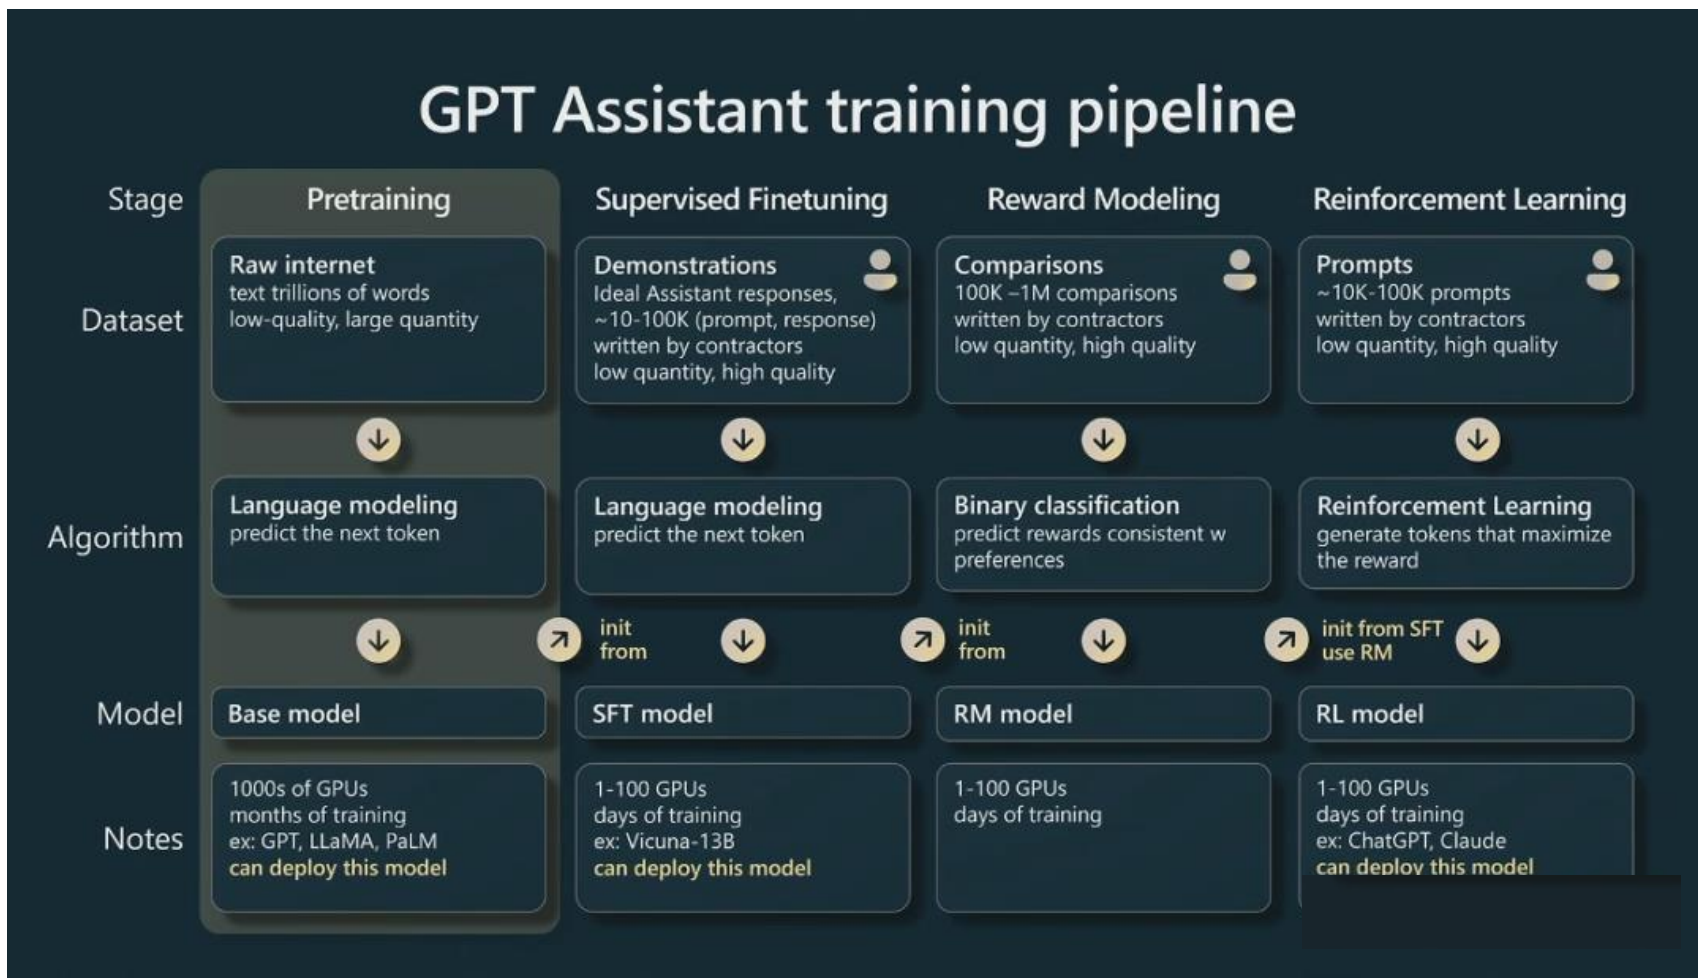 GPT Assistant training pipeline
Stage
Pretraining
Supervised Finetuning
Reward Modeling
Reinforcement Learning
Dataset
Raw internet
text trillions of words
low-quality, large quantity
Demonstrations
Ideal Assistant responses,
~10-100K (prompt, response)
written by contractors
low quantity, high quality
Comparisons
100K –1M comparisons
written by contractors
low quantity, high quality
Prompts
~10K-100K prompts
written by contractors
low quantity, high quality
Algorithm
Language modeling
predict the next token
Language modeling
predict the next token
Binary classification
predict rewards consistent w
preferences
Reinforcement Learning
generate tokens that maximize
the reward
init
from
init
from
init from SFT
use RM
Model
Base model
SFT model
RM model
RL model
Notes
1000s of GPUs
months of training
ex: GPT, LLaMA, PaLM
can deploy this model
1-100 GPUs
days of training
ex: Vicuna-13B
can deploy this model
1-100 GPUs
days of training
1-100 GPUs
days of training
ex: ChatGPT, Claude
can deploy this model